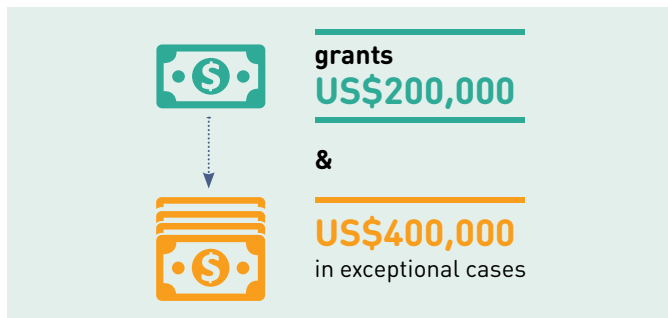 grants
US$200,000
&
US$400,000
in exceptional cases